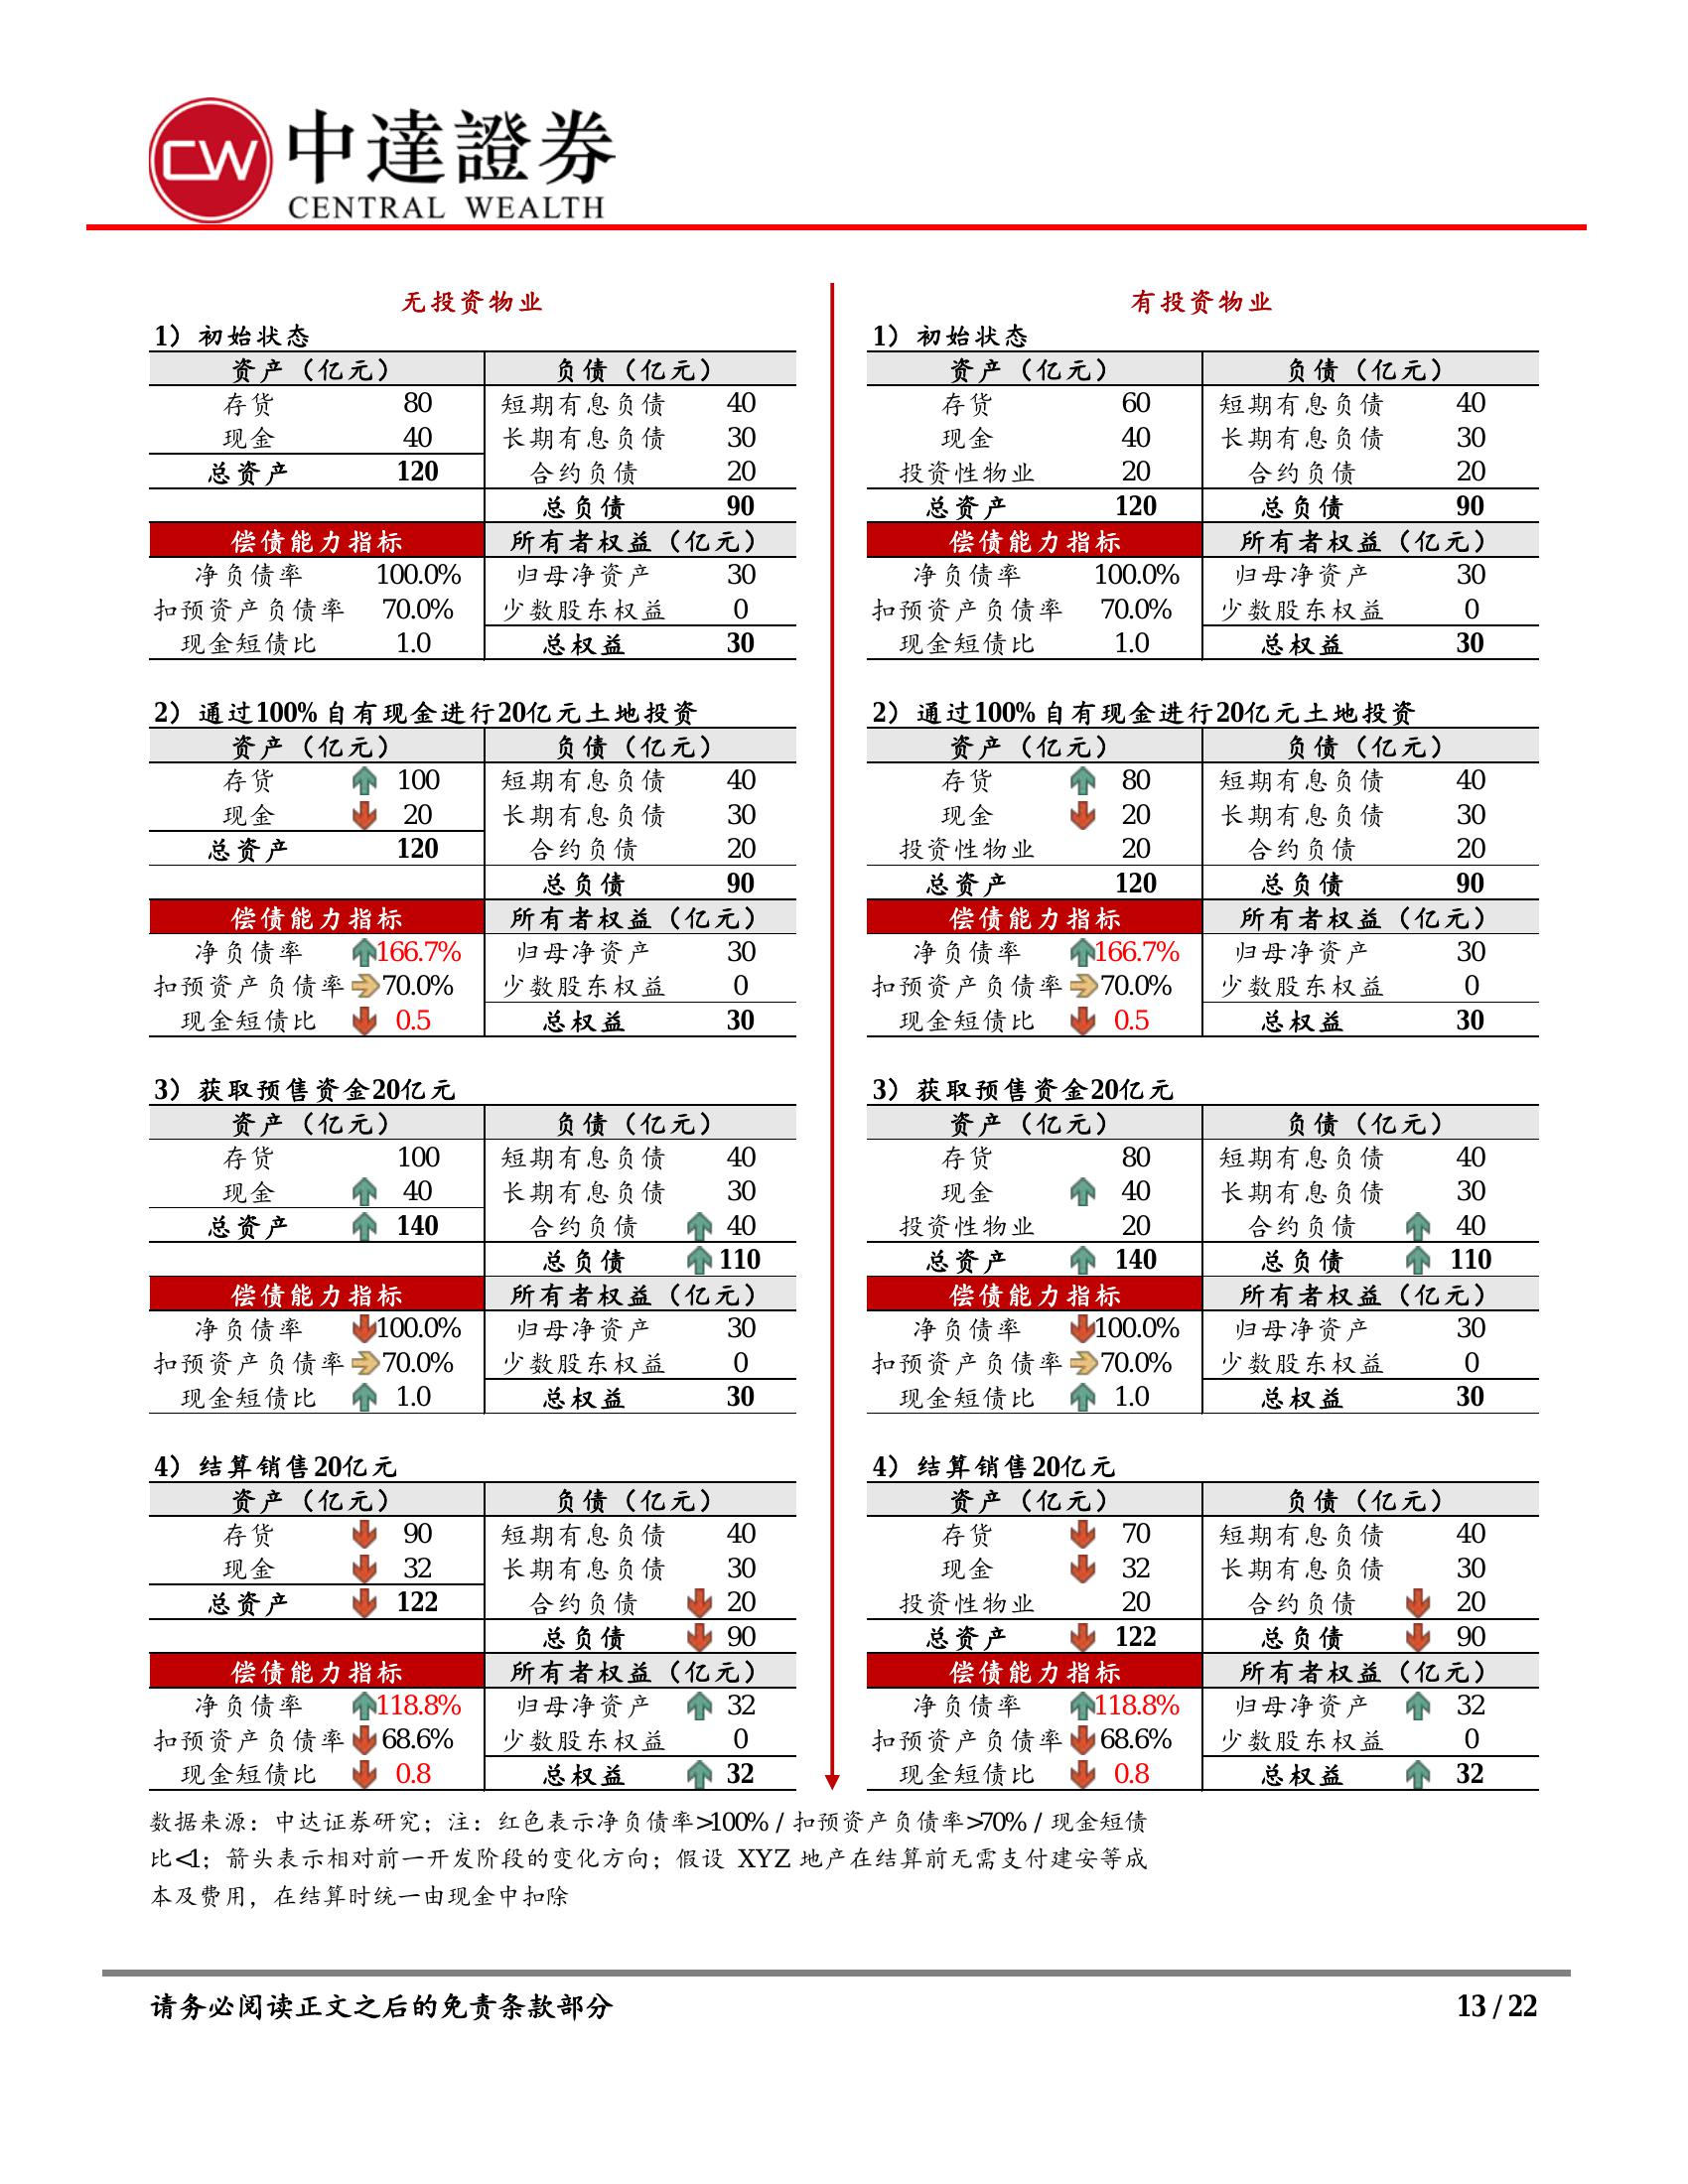 CW 中達證券
CENTRAL WEALTH
无投资物业
1）初始状态
资产（亿元） 负债（亿元）
存货 80 短期有息负债 40
现金 40 长期有息负债 30
总资产 120 合约负债 20
总负债 90
偿债能力指标 所有者权益（亿元）
净负债率 100.0% 归母净资产 30
扣预资产负债率 70.0% 少数股东权益 0
现金短债比 1.0 总权益 30
2）通过100%自有现金进行20亿元土地投资
资产（亿元） 负债（亿元）
存货 100 短期有息负债 40
现金 20 长期有息负债 30
总资产 120 合约负债 20
总负债 90
偿债能力指标 所有者权益（亿元）
净负债率 166.7% 归母净资产 30
扣预资产负债率 70.0% 少数股东权益 0
现金短债比 0.5 总权益 30
3）获取预售资金20亿元
资产（亿元） 负债（亿元）
存货 100 短期有息负债 40
现金 40 长期有息负债 30
总资产 140 合约负债 40
总负债 110
偿债能力指标 所有者权益（亿元）
净负债率 100.0% 归母净资产 30
扣预资产负债率 70.0% 少数股东权益 0
现金短债比 1.0 总权益 30
4）结算销售20亿元
资产（亿元） 负债（亿元）
存货 90 短期有息负债 40
现金 32 长期有息负债 30
总资产 122 合约负债 20
总负债 90
偿债能力指标 所有者权益（亿元）
净负债率 118.8% 归母净资产 32
扣预资产负债率 68.6% 少数股东权益 0
现金短债比 0.8 总权益 32
有投资物业
1）初始状态
资产（亿元） 负债（亿元）
存货 60 短期有息负债 40
现金 40 长期有息负债 30
投资性物业 20 合约负债 20
总资产 120 总负债 90
偿债能力指标 所有者权益（亿元）
净负债率 100.0% 归母净资产 30
扣预资产负债率 70.0% 少数股东权益 0
现金短债比 1.0 总权益 30
2）通过100%自有现金进行20亿元土地投资
资产（亿元） 负债（亿元）
存货 80 短期有息负债 40
现金 20 长期有息负债 30
投资性物业 20 合约负债 20
总资产 120 总负债 90
偿债能力指标 所有者权益（亿元）
净负债率 166.7% 归母净资产 30
扣预资产负债率 70.0% 少数股东权益 0
现金短债比 0.5 总权益 30
3）获取预售资金20亿元
资产（亿元） 负债（亿元）
存货 80 短期有息负债 40
现金 40 长期有息负债 30
投资性物业 20 合约负债 40
总资产 140 总负债 110
偿债能力指标 所有者权益（亿元）
净负债率 100.0% 归母净资产 30
扣预资产负债率 70.0% 少数股东权益 0
现金短债比 1.0 总权益 30
4）结算销售20亿元
资产（亿元） 负债（亿元）
存货 70 短期有息负债 40
现金 32 长期有息负债 30
投资性物业 20 合约负债 20
总资产 122 总负债 90
偿债能力指标 所有者权益（亿元）
净负债率 118.8% 归母净资产 32
扣预资产负债率 68.6% 少数股东权益 0
现金短债比 0.8 总权益 32
数据来源：中达证券研究；注：红色表示净负债率>100% / 扣预资产负债率>70% / 现金短债
比<1；箭头表示相对前一开发阶段的变化方向；假设 XYZ 地产在结算前无需支付建安等成
本及费用，在结算时统一由现金中扣除
请务必阅读正文之后的免责条款部分 13 / 22